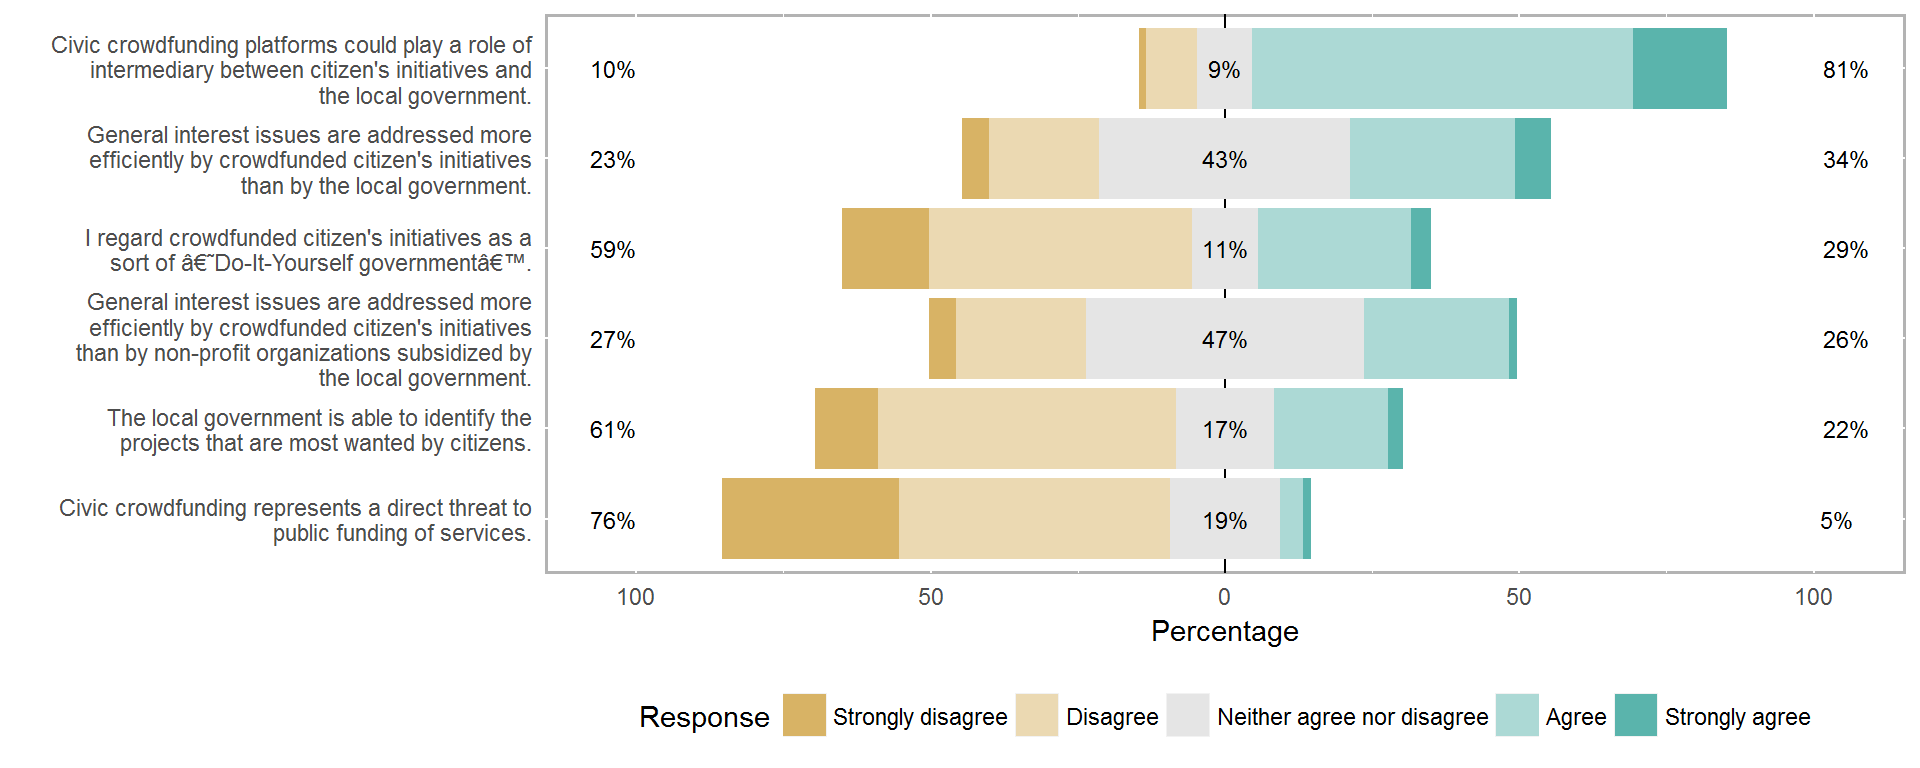 Civic crowdfunding platforms could play a role of
intermediary between citizen's initiatives and
the local government.
10%
9%
81%
General interest issues are addressed more
efficiently by crowdfunded citizen's initiatives
than by the local government.
23%
43%
34%
I regard crowdfunded citizen's initiatives as a
sort of â€˜Do-It-Yourself governmentâ€™.
59%
11%
29%
General interest issues are addressed more
efficiently by crowdfunded citizen's initiatives
than by non-profit organizations subsidized by
the local government.
27%
47%
26%
The local government is able to identify the
projects that are most wanted by citizens.
61%
17%
22%
Civic crowdfunding represents a direct threat to
public funding of services.
76%
19%
5%
100 50 0 50 100
Percentage
Response Strongly disagree Disagree Neither agree nor disagree Agree Strongly agree